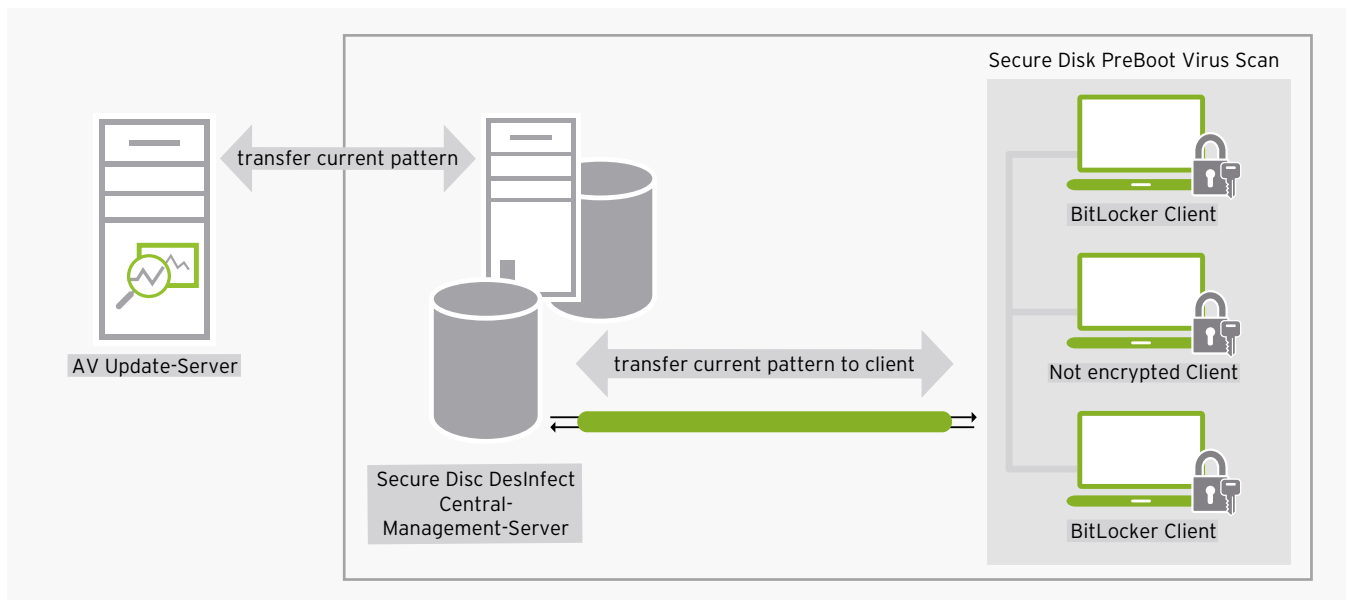 Secure Disk PreBoot Virus Scan
transfer current pattern
BitLocker Client
AV Update-Server
transfer current pattern to client
Not encrypted Client
Secure Disc DesInfect
Central-
Management-Server
BitLocker Client